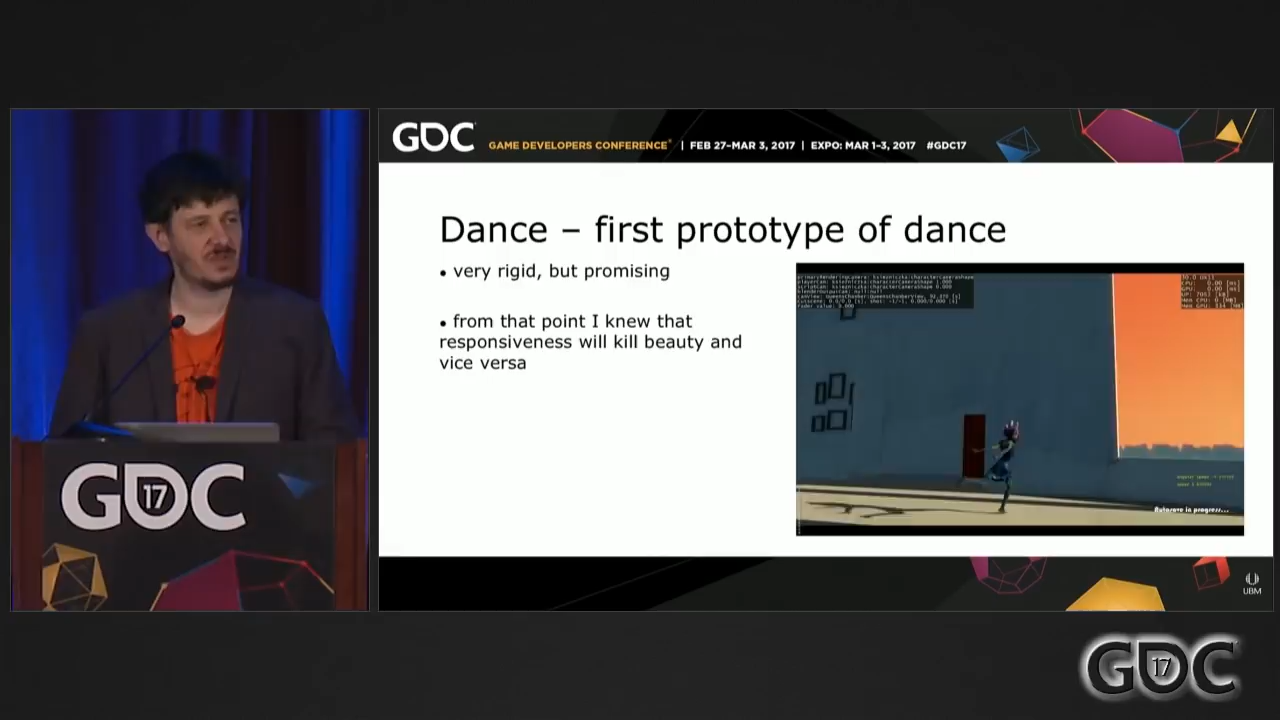 GDC
GAME DEVELOPERS CONFERENCE | FEB 27-MAR 3, 2017 | EXPO: MAR 1-3, 2017 #GDC17
Dance – first prototype of dance
• very rigid, but promising
• from that point I knew that
responsiveness will kill beauty and
vice versa
Autosave in progress...
GDC
17
UBM
GDC
17